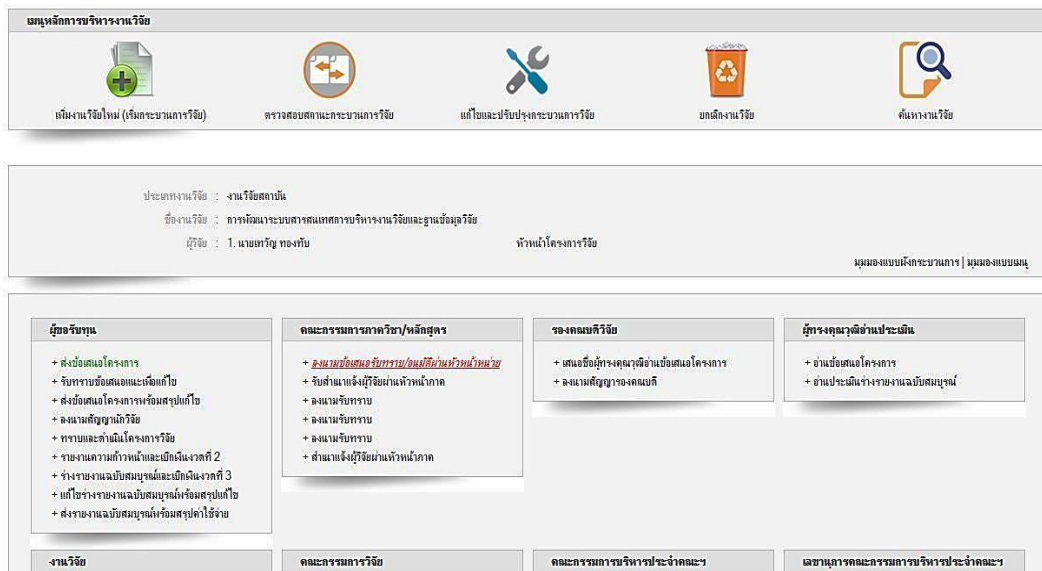 เมนูหลักการบริหารงานวิจัย
เพิ่มงานวิจัยใหม่ (เริ่มกระบวนการวิจัย)
ตรวจสอบสถานะกระบวนการวิจัย
แก้ไขและปรับปรุงกระบวนการวิจัย
ยกเลิกงานวิจัย
ค้นหางานวิจัย
ประเภทงานวิจัย : งานวิจัยสถาบัน
ชื่องานวิจัย : การพัฒนาระบบสารสนเทศการบริหารงานวิจัยและฐานข้อมูลวิจัย
ผู้วิจัย : 1. นายเทวัญ ทองทับ หัวหน้าโครงการวิจัย
มุมมองแบบผังกระบวนการ | มุมมองแบบเมนู
ผู้ขอรับทุน
+ ส่งข้อเสนอโครงการ
+ รับทราบข้อเสนอแนะเพื่อแก้ไข
+ ส่งข้อเสนอโครงการพร้อมสรุปแก้ไข
+ ลงนามสัญญานักวิจัย
+ ทราบและดำเนินโครงการวิจัย
+ รายงานความก้าวหน้าและเบิกเงินงวดที่ 2
+ ร่างรายงานฉบับสมบูรณ์และเบิกเงินงวดที่ 3
+ แก้ไขร่างรายงานฉบับสมบูรณ์พร้อมสรุปแก้ไข
+ ส่งรายงานฉบับสมบูรณ์พร้อมสรุปค่าใช้จ่าย
คณะกรรมการภาควิชา/หลักสูตร
+ ลงนามข้อเสนอรับทราบ/อนุมัติผ่านหัวหน้าหน่วย
+ รับสำเนาแจ้งผู้วิจัยผ่านหัวหน้าภาค
+ ลงนามรับทราบ
+ ลงนามรับทราบ
+ ลงนามรับทราบ
+ สำเนาแจ้งผู้วิจัยผ่านหัวหน้าภาค
รองคณบดีวิจัย
+ เสนอชื่อผู้ทรงคุณวุฒิอ่านข้อเสนอโครงการ
+ ลงนามสัญญารองคณบดี
ผู้ทรงคุณวุฒิอ่านประเมิน
+ อ่านข้อเสนอโครงการ
+ อ่านประเมินร่างรายงานฉบับสมบูรณ์
งานวิจัย
คณะกรรมการวิจัย
คณะกรรมการบริหารประจำคณะฯ
เลขานุการคณะกรรมการบริหารประจำคณะฯ